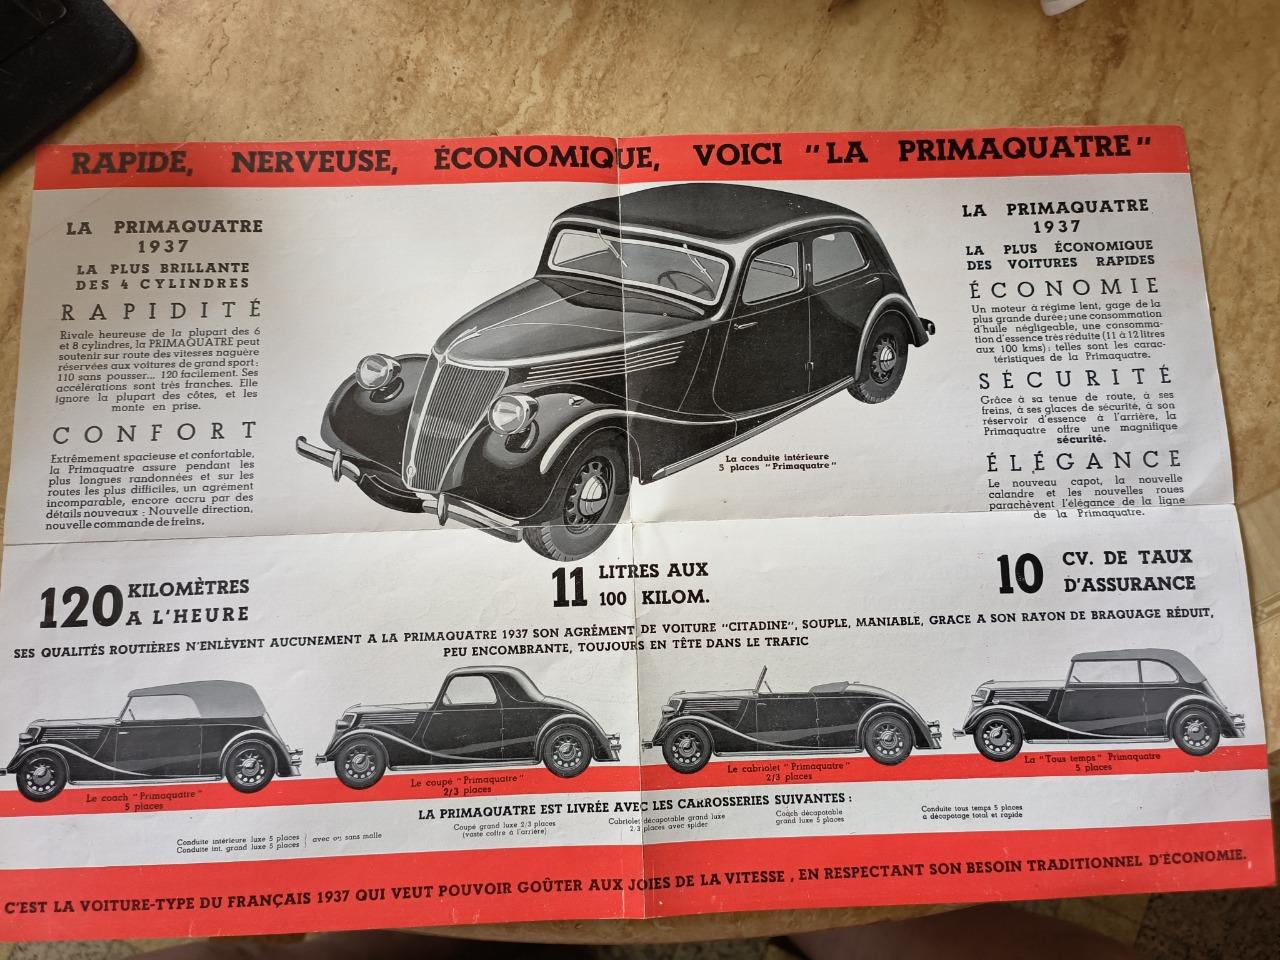 RAPIDE, NERVEUSE, ÉCONOMIQUE, VOICI "LA PRIMAQUATRE"
LA PRIMAQUATRE
1937
LA PLUS BRILLANTE
DES 4 CYLINDRES
RAPIDITÉ
Rivale heureuse de la plupart des 6
et 8 cylindres, la PRIMAQUATRE peut
soutenir sur route des vitesses naguère
réservées aux voitures de grand sport:
110 sans pousser... 120 facilement. Ses
accélérations sont très franches. Elle
ignore la plupart des côtes, et les
monte en prise.
CONFORT
Extrêmement spacieuse et confortable,
la Primaquatre assure pendant les
plus longues randonnées et sur les
routes les plus difficiles, un agrément
incomparable, encore accru par des
détails nouveaux : Nouvelle direction,
nouvelle commande de freins.
La conduite intérieure
5 places "Primaquatre"
LA PRIMAQUATRE
1937
LA PLUS ÉCONOMIQUE
DES VOITURES RAPIDES
ÉCONOMIE
Un moteur à régime lent, gage de la
plus grande durée; une consommation
d'huile négligeable, une consomma-
tion d'essence très réduite (11 à 12 litres
aux 100 kms): telles sont les carac-
téristiques de la Primaquatre.
SÉCURITÉ
Grâce à sa tenue de route, à ses
freins, à ses glaces de sécurité, à son
réservoir d'essence à l'arrière, la
Primaquatre offre une magnifique
sécurité.
ÉLÉGANCE
Le nouveau capot, la nouvelle
calandre et les nouvelles roues
parachèvent l'élégance de la ligne
de la Primaquatre.
120 KILOMÈTRES
A L'HEURE
11 LITRES AUX
100 KILOM.
10 CV. DE TAUX
D'ASSURANCE
SES QUALITÉS ROUTIÈRES N'ENLÈVENT AUCUNEMENT A LA PRIMAQUATRE 1937 SON AGRÉMENT DE VOITURE "CITADINE", SOUPLE, MANIABLE, GRACE A SON RAYON DE BRAQUAGE RÉDUIT,
PEU ENCOMBRANTE, TOUJOURS EN TÊTE DANS LE TRAFIC
Le coach "Primaquatre"
5 places
Le coupé "Primaquatre"
2/3 places
Le cabriolet "Primaquatre"
2/3 places
La "Tous temps" Primaquatre
5 places
LA PRIMAQUATRE EST LIVRÉE AVEC LES CARROSSERIES SUIVANTES :
Conduite intérieure luxe 5 places
Conduite int. grand luxe 5 places
avec ou sans malle
Coupé grand luxe 2/3 places
(vaste coffre à l'arrière)
Cabriolet décapotable grand luxe
2/3 places avec spider
Coach décapotable
grand luxe 5 places
Conduite tous temps 5 places
à décapotage total et rapide
C'EST LA VOITURE-TYPE DU FRANÇAIS 1937 QUI VEUT POUVOIR GOÛTER AUX JOIES DE LA VITESSE, EN RESPECTANT SON BESOIN TRADITIONNEL D'ÉCONOMIE.